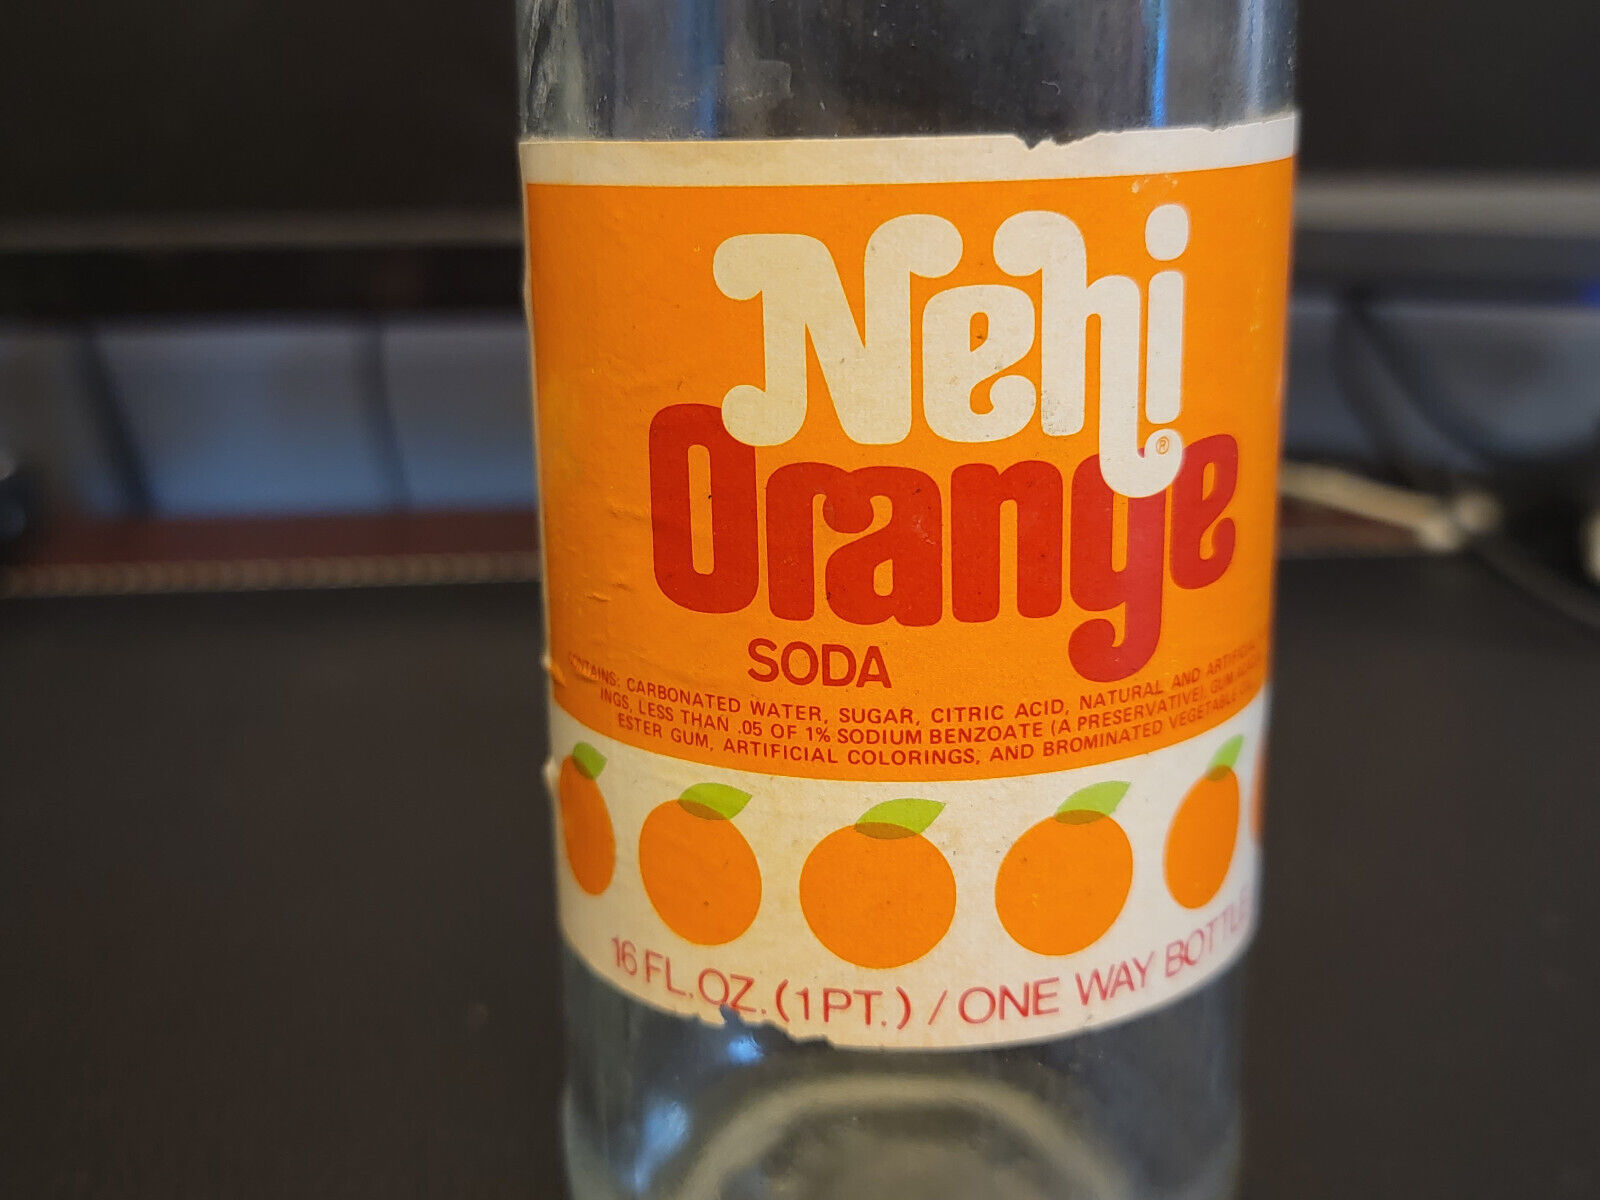 Nehi
®
Orange
SODA
CONTAINS: CARBONATED WATER, SUGAR, CITRIC ACID, NATURAL AND ARTIFICIAL
INGS, LESS THAN .05 OF 1% SODIUM BENZOATE (A PRESERVATIVE), GUM
ESTER GUM, ARTIFICIAL COLORINGS, AND BROMINATED VEGETABLE
16 FL. OZ. (1 PT.) / ONE WAY BOTTLE